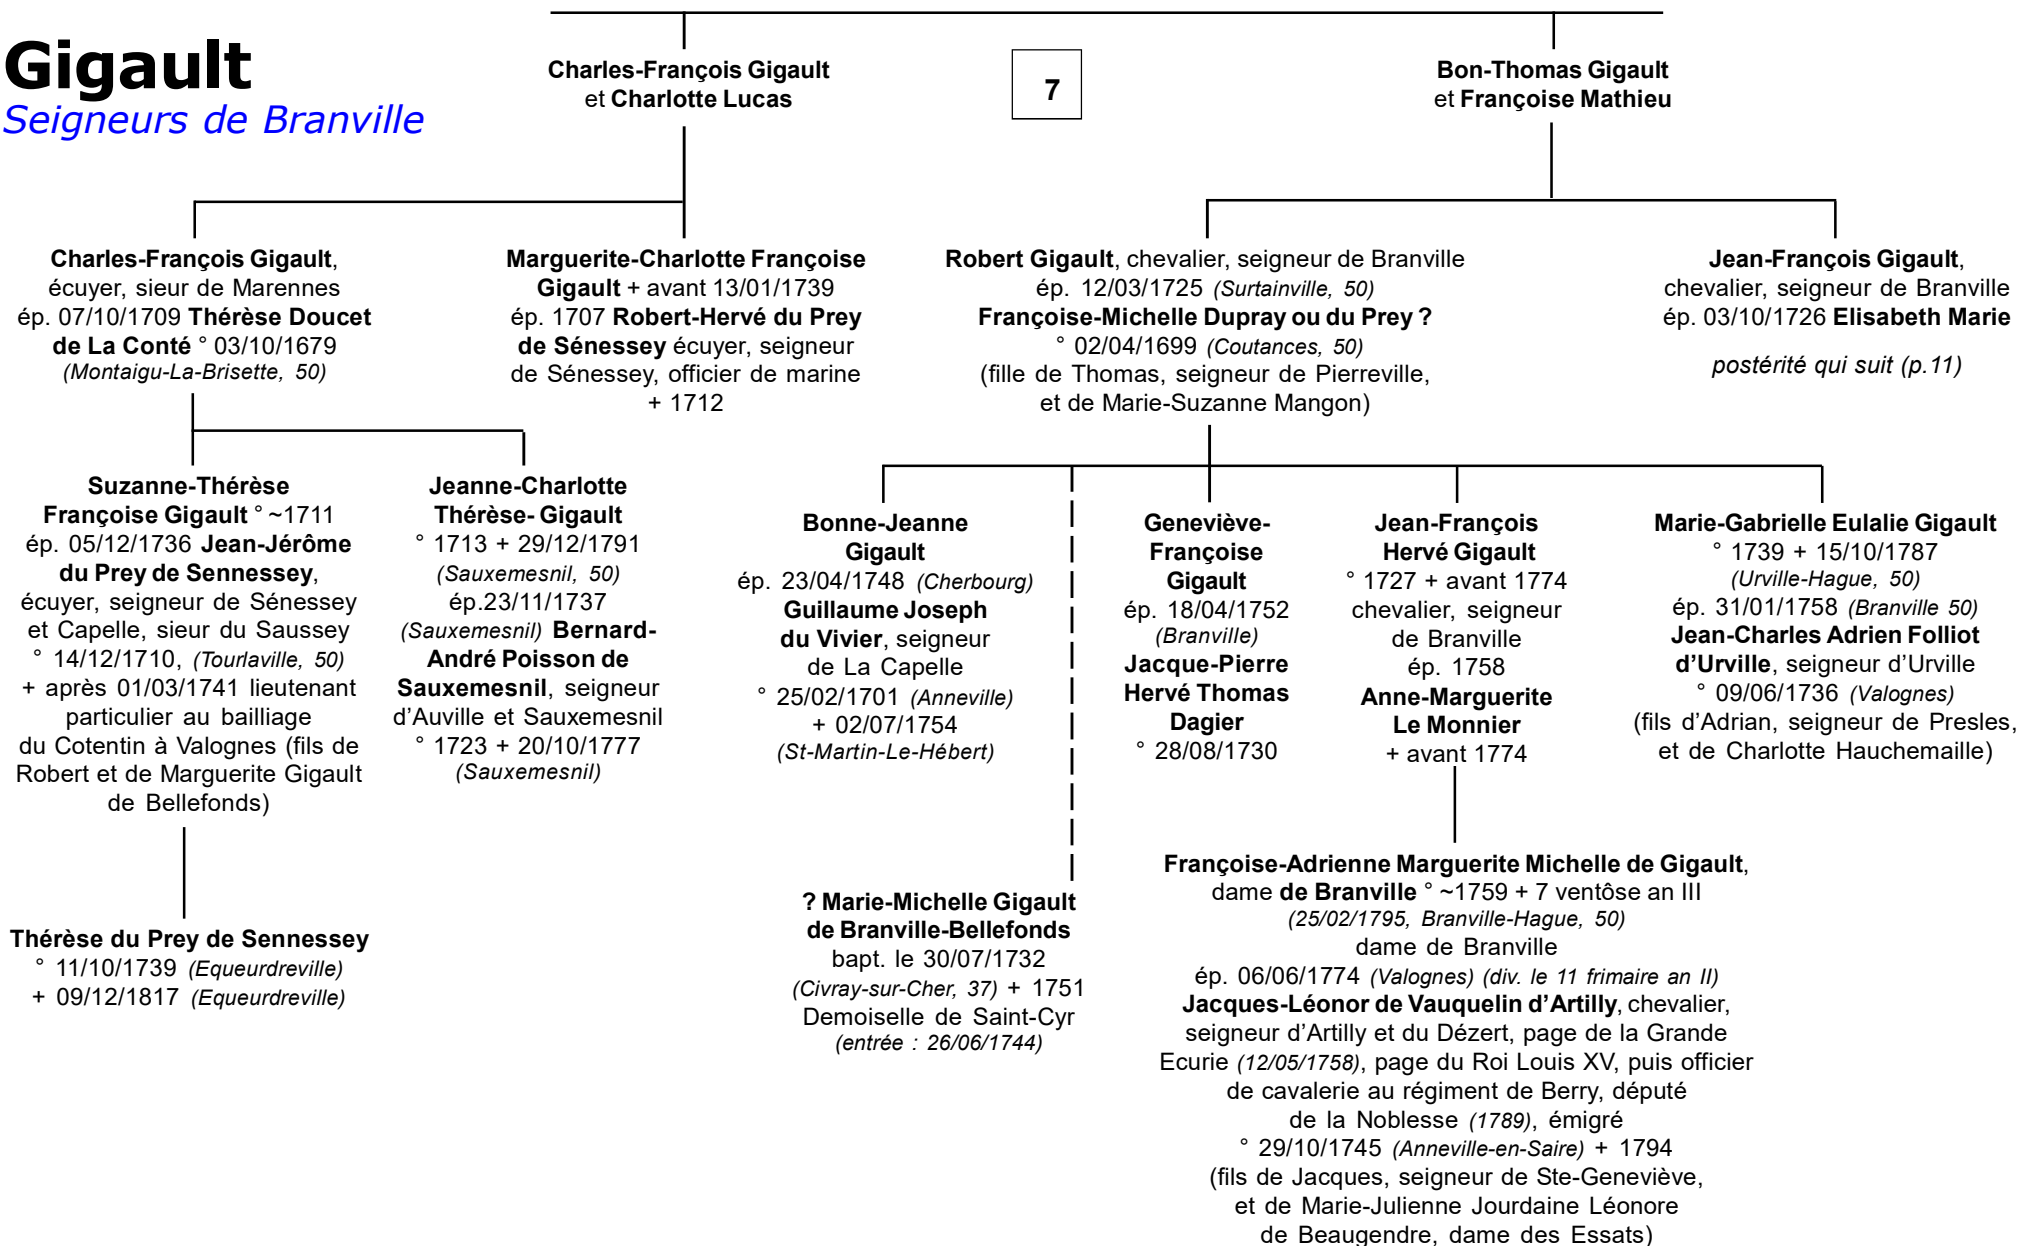 Gigault
Seigneurs de Branville
Charles-François Gigault
et Charlotte Lucas
7
Bon-Thomas Gigault
et Françoise Mathieu
Charles-François Gigault,
écuyer, sieur de Marennes
ép. 07/10/1709 Thérèse Doucet
de La Conté ° 03/10/1679
(Montaigu-La-Brisette, 50)
Marguerite-Charlotte Françoise
Gigault + avant 13/01/1739
ép. 1707 Robert-Hervé du Prey
de Sénessey écuyer, seigneur
de Sénessey, officier de marine
+ 1712
Robert Gigault, chevalier, seigneur de Branville
ép. 12/03/1725 (Surtainville, 50)
Françoise-Michelle Dupray ou du Prey ?
° 02/04/1699 (Coutances, 50)
(fille de Thomas, seigneur de Pierreville,
et de Marie-Suzanne Mangon)
Jean-François Gigault,
chevalier, seigneur de Branville
ép. 03/10/1726 Elisabeth Marie
postérité qui suit (p.11)
Suzanne-Thérèse
Françoise Gigault ° ~1711
ép. 05/12/1736 Jean-Jérôme
du Prey de Sennessey,
écuyer, seigneur de Sénessey
et Capelle, sieur du Saussey
° 14/12/1710, (Tourlaville, 50)
+ après 01/03/1741 lieutenant
particulier au bailliage
du Cotentin à Valognes (fils de
Robert et de Marguerite Gigault
de Bellefonds)
Jeanne-Charlotte
Thérèse- Gigault
° 1713 + 29/12/1791
(Sauxemesnil, 50)
ép.23/11/1737
(Sauxemesnil) Bernard-
André Poisson de
Sauxemesnil, seigneur
d'Auville et Sauxemesnil
° 1723 + 20/10/1777
(Sauxemesnil)
Bonne-Jeanne
Gigault
ép. 23/04/1748 (Cherbourg)
Guillaume Joseph
du Vivier, seigneur
de La Capelle
° 25/02/1701 (Anneville)
+ 02/07/1754
(St-Martin-Le-Hébert)
Geneviève-
Françoise
Gigault
ép. 18/04/1752
(Branville)
Jacque-Pierre
Hervé Thomas
Dagier
° 28/08/1730
Jean-François
Hervé Gigault
° 1727 + avant 1774
chevalier, seigneur
de Branville
ép. 1758
Anne-Marguerite
Le Monnier
+ avant 1774
Marie-Gabrielle Eulalie Gigault
° 1739 + 15/10/1787
(Urville-Hague, 50)
ép. 31/01/1758 (Branville 50)
Jean-Charles Adrien Folliot
d'Urville, seigneur d'Urville
° 09/06/1736 (Valognes)
(fils d'Adrian, seigneur de Presles,
et de Charlotte Hauchemaille)
Thérèse du Prey de Sennessey
° 11/10/1739 (Equeurdreville)
+ 09/12/1817 (Equeurdreville)
? Marie-Michelle Gigault
de Branville-Bellefonds
bapt. le 30/07/1732
(Civray-sur-Cher, 37) + 1751
Demoiselle de Saint-Cyr
(entrée : 26/06/1744)
Françoise-Adrienne Marguerite Michelle de Gigault,
dame de Branville ° ~1759 + 7 ventôse an III
(25/02/1795, Branville-Hague, 50)
dame de Branville
ép. 06/06/1774 (Valognes) (div. le 11 frimaire an II)
Jacques-Léonor de Vauquelin d'Artilly, chevalier,
seigneur d'Artilly et du Dézert, page de la Grande
Ecurie (12/05/1758), page du Roi Louis XV, puis officier
de cavalerie au régiment de Berry, député
de la Noblesse (1789), émigré
° 29/10/1745 (Anneville-en-Saire) + 1794
(fils de Jacques, seigneur de Ste-Geneviève,
et de Marie-Julienne Jourdaine Léonore
de Beaugendre, dame des Essats)